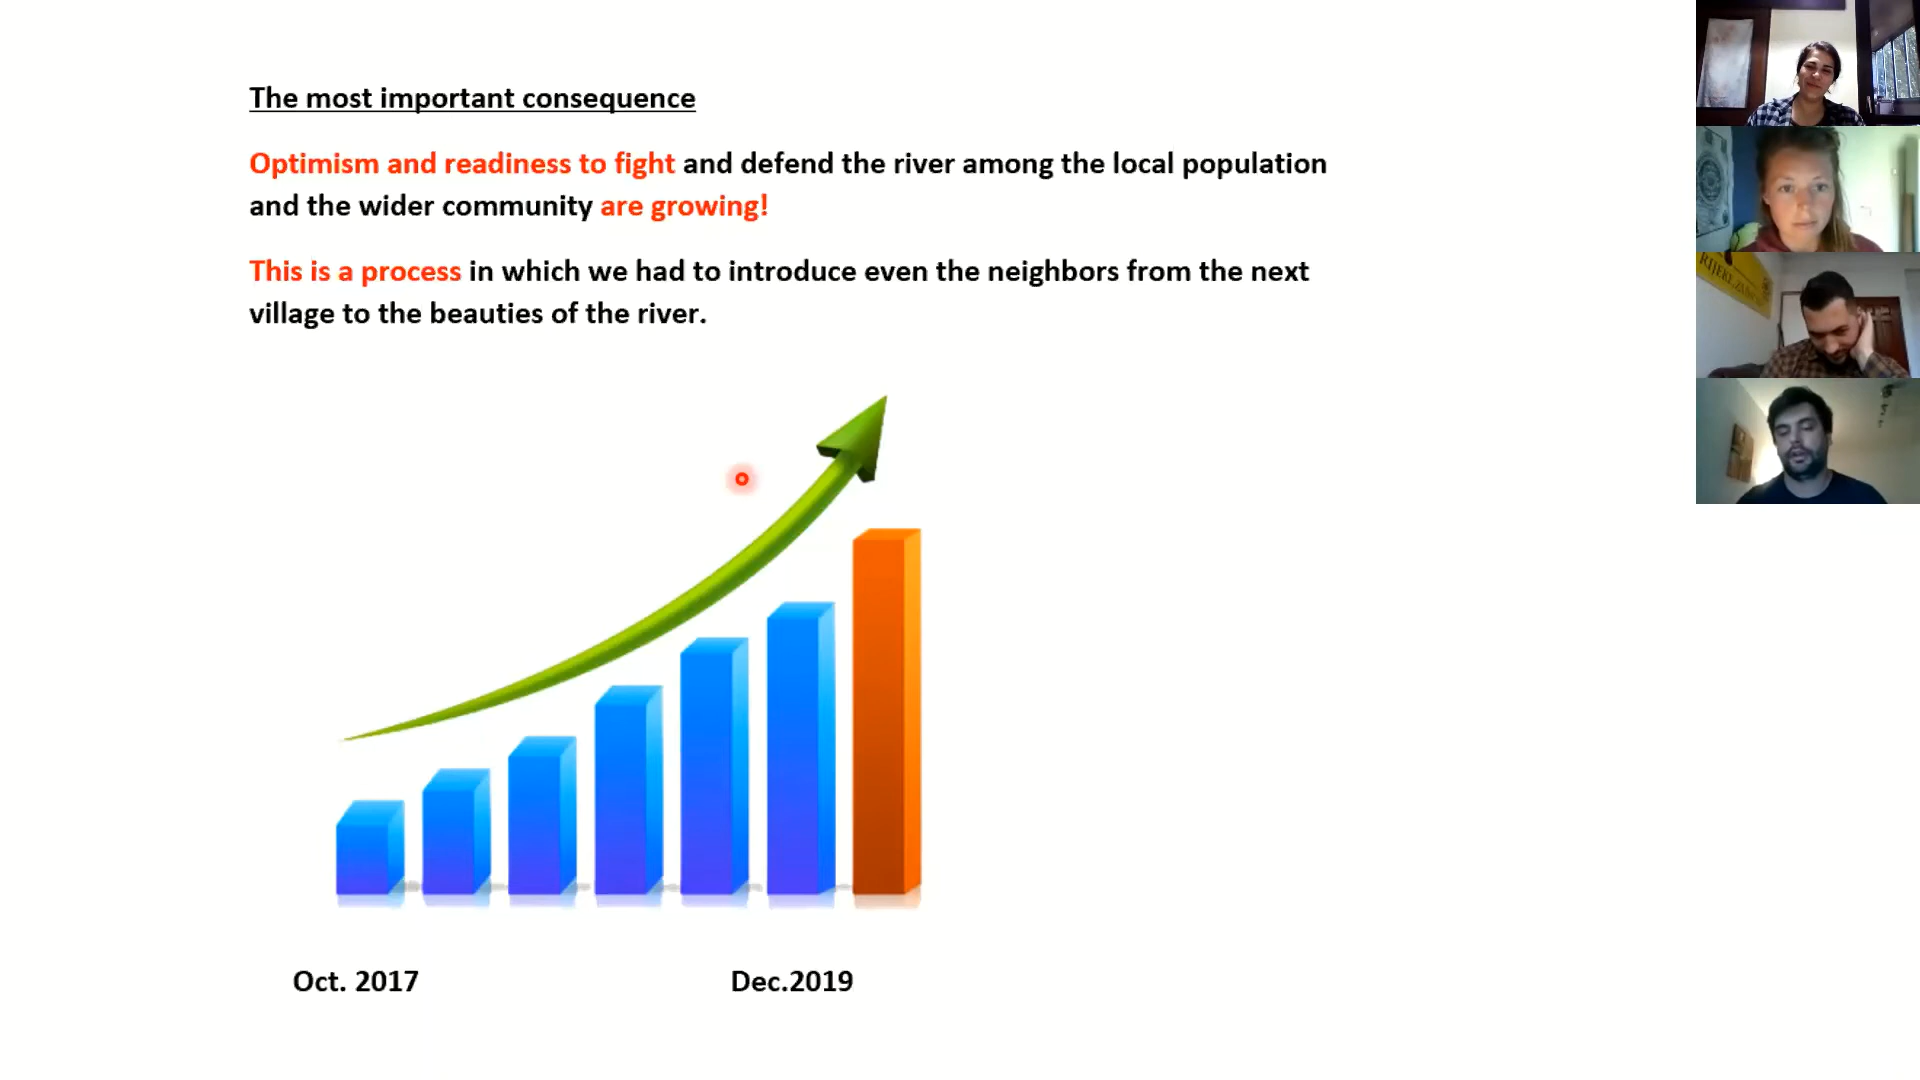 The most important consequence
Optimism and readiness to fight and defend the river among the local population
and the wider community are growing!
This is a process in which we had to introduce even the neighbors from the next
village to the beauties of the river.
Oct. 2017
Dec.2019